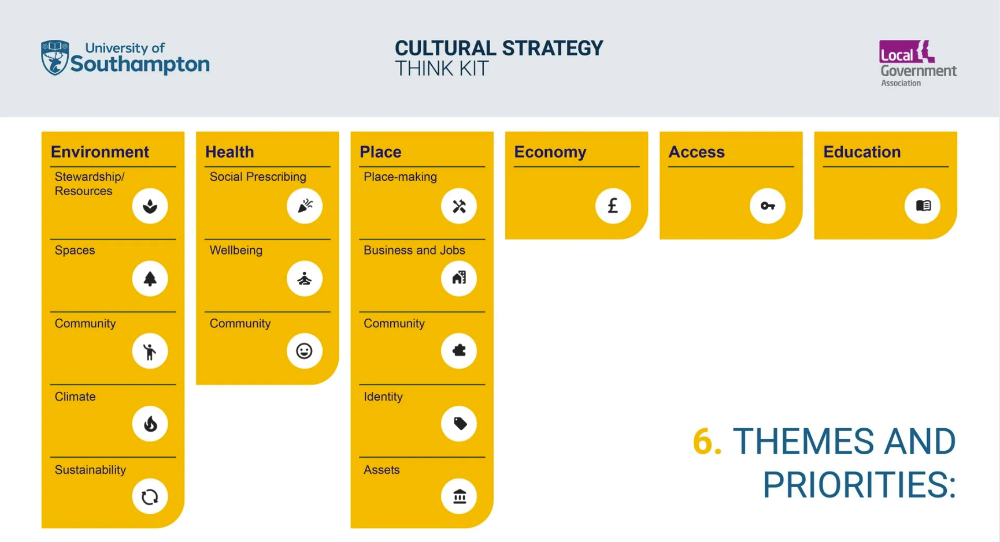 University of
Southampton
CULTURAL STRATEGY
THINK KIT
Local
Government
Association
Environment
Stewardship/
Resources
Spaces
Community
Climate
Sustainability
Health
Social Prescribing
Wellbeing
Community
Place
Place-making
Business and Jobs
Community
Identity
Assets
Economy
£
Access
Education
6. THEMES AND
PRIORITIES: